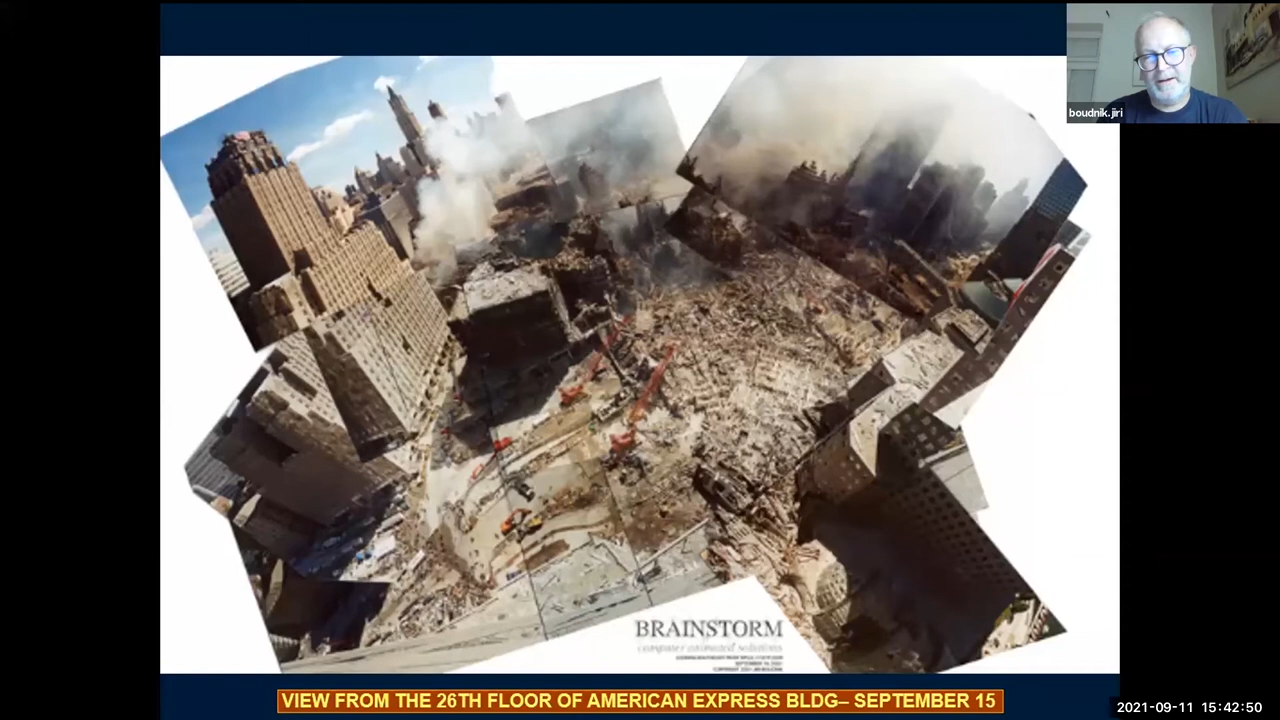 boudnik.jiri
BRAINSTORM
computer animated solutions
VIEW FROM THE 26TH FLOOR OF AMERICAN EXPRESS BLDG– SEPTEMBER 15
2021-09-11 15:42:50